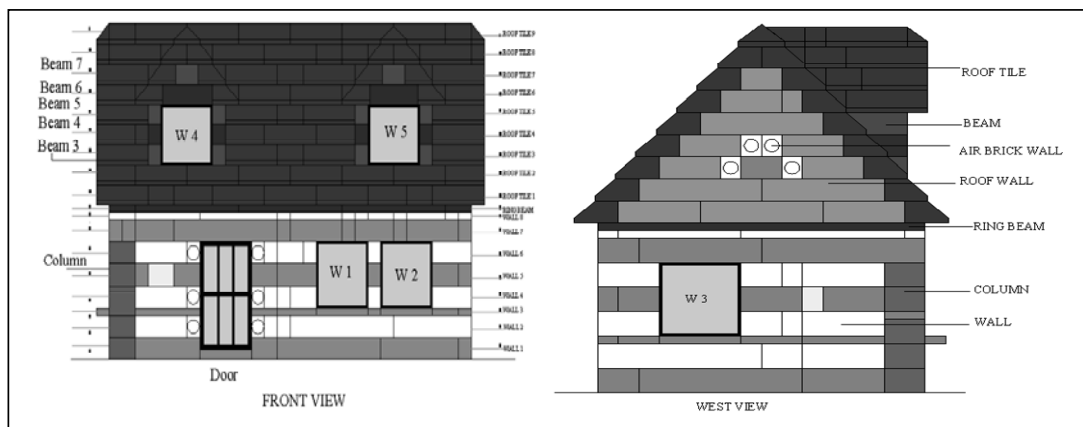 Beam 7
Beam 6
Beam 5
Beam 4
Beam 3
Column
W 4
W 5
W 1
W 2
Door
FRONT VIEW
ROOF TILE 9
ROOF TILE 8
ROOF TILE 7
ROOF TILE 6
ROOF TILE 5
ROOF TILE 4
ROOF TILE 3
ROOF TILE 2
ROOF TILE 1
RING BEAM
WALL 8
WALL 7
WALL 6
WALL 5
WALL 4
WALL 3
WALL 2
WALL 1
W 3
ROOF TILE
BEAM
AIR BRICK WALL
ROOF WALL
RING BEAM
COLUMN
WALL
WEST VIEW